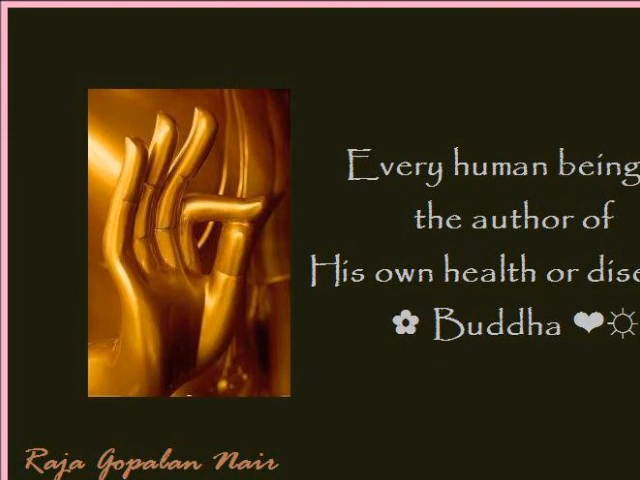 Every human being
the author of
His own health or dise
✿ Buddha ❤☼
Raja Gopalan Nair